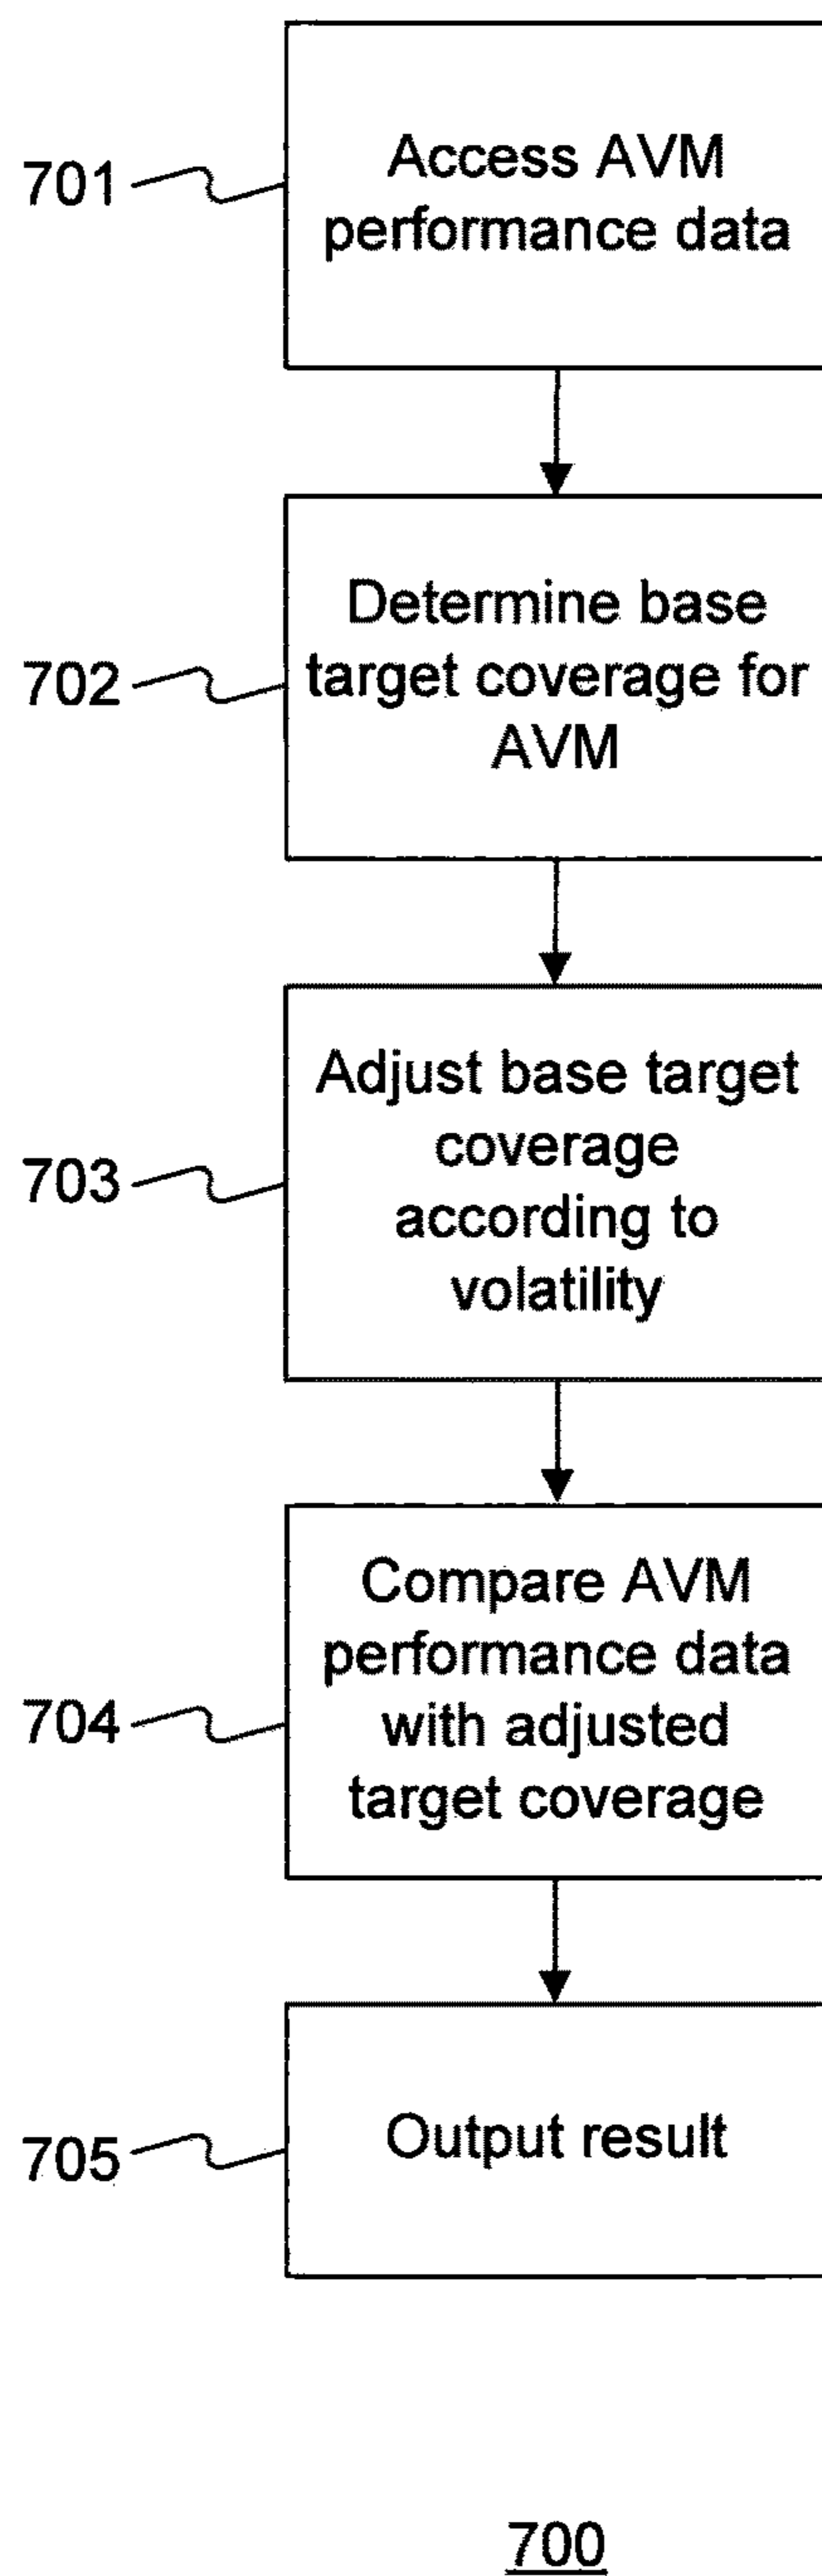 701
Access AVM
performance data
702
Determine base
target coverage for
AVM
703
Adjust base target
coverage
according to
volatility
704
Compare AVM
performance data
with adjusted
target coverage
705
Output result
700